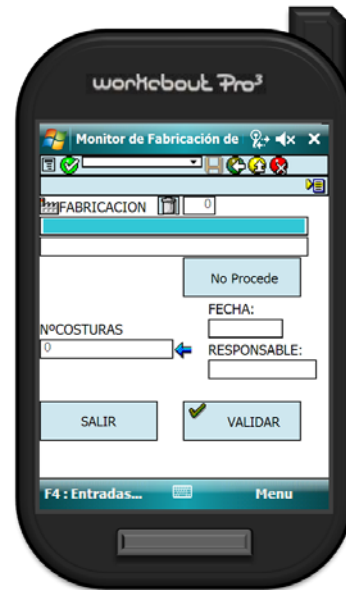 workabout Pro³
Monitor de Fabricación de
FABRICACION 0
No Procede
FECHA:
NºCOSTURAS
0
RESPONSABLE:
SALIR
VALIDAR
F4 : Entradas... Menu